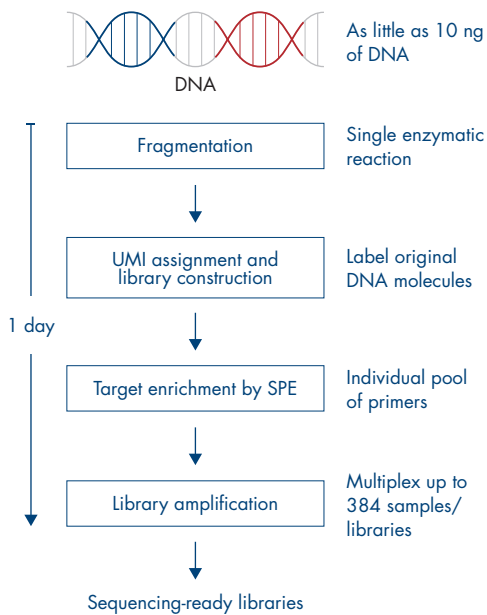 As little as 10 ng
of DNA
DNA
Fragmentation
Single enzymatic
reaction
UMI assignment and
library construction
Label original
DNA molecules
1 day
Target enrichment by SPE
Individual pool
of primers
Library amplification
Multiplex up to
384 samples/
libraries
Sequencing-ready libraries